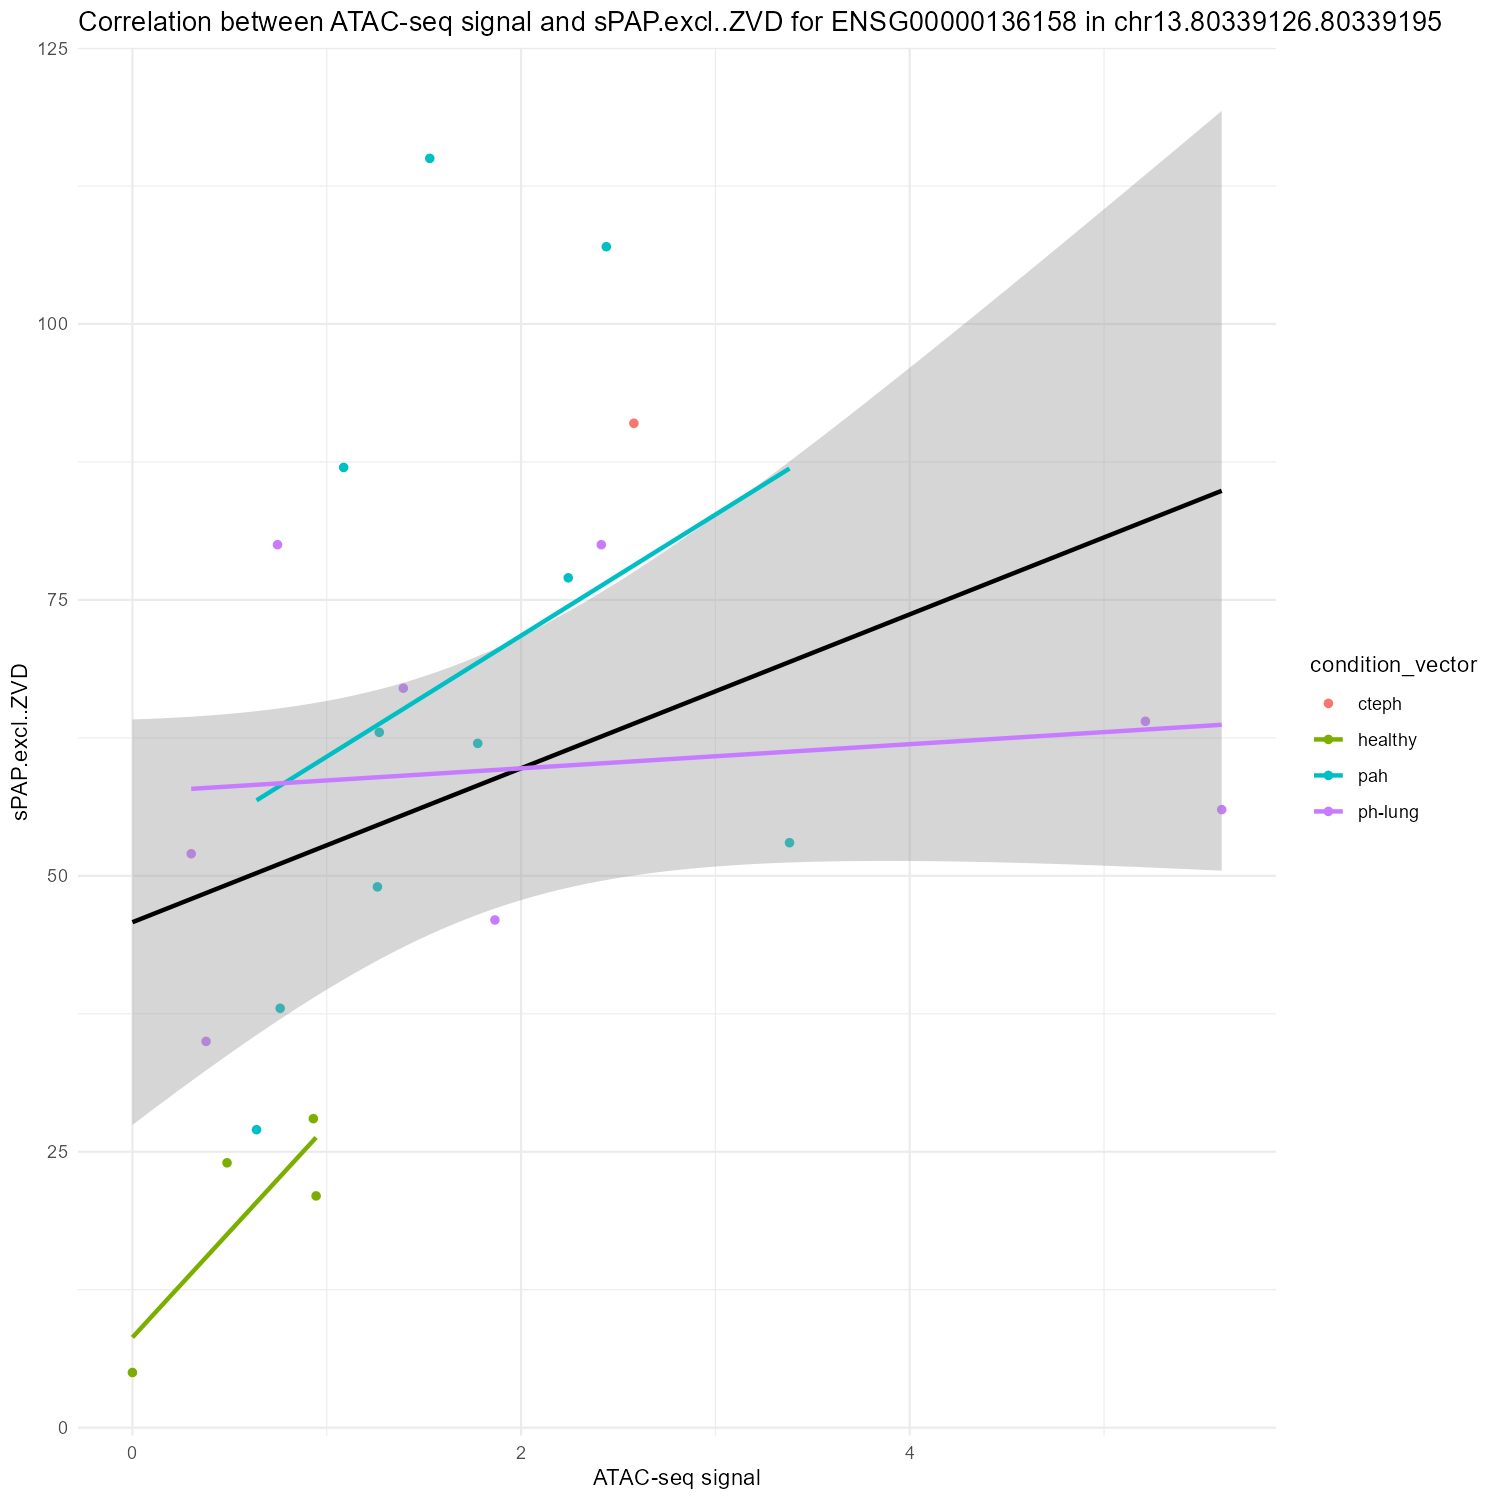 Correlation between ATAC-seq signal and sPAP.excl..ZVD for ENSG00000136158 in chr13.80339126.80339195
125
100
75
50
25
0
sPAP.excl..ZVD
0 2 4
ATAC-seq signal
condition_vector
cteph
healthy
pah
ph-lung